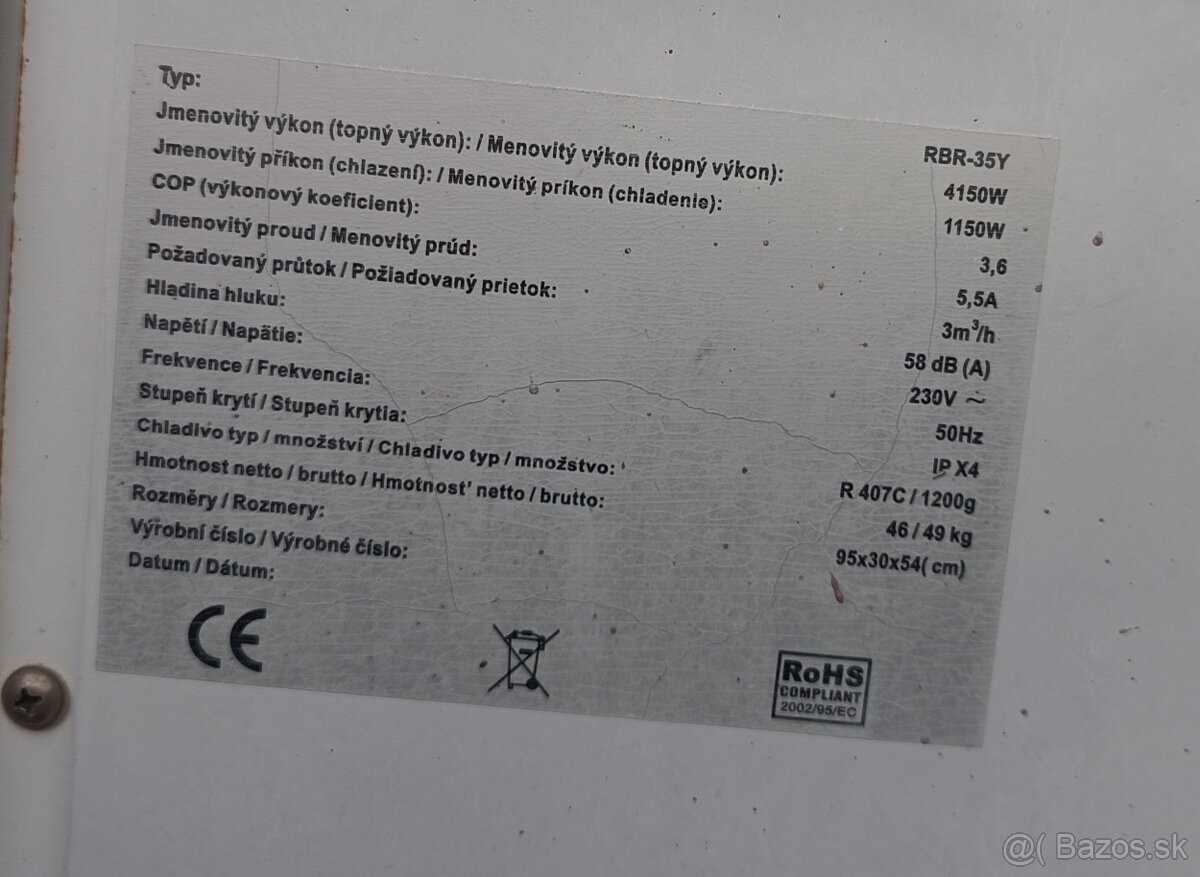 Typ: RBR-35Y
Jmenovitý výkon (topný výkon): / Menovitý výkon (topný výkon): 4150W
Jmenovitý příkon (chlazení): / Menovitý príkon (chladenie): 1150W
COP (výkonový koeficient): 3,6
Jmenovitý proud / Menovitý prúd: 5,5A
Požadovaný průtok / Požiadovaný prietok: 3m³/h
Hladina hluku: 58 dB (A)
Napětí / Napätie: 230V ~
Frekvence / Frekvencia: 50Hz
Stupeň krytí / Stupeň krytia: IP X4
Chladivo typ / množství / Chladivo typ / množstvo: R 407C / 1200g
Hmotnost netto / brutto / Hmotnosť netto / brutto: 46 / 49 kg
Rozměry / Rozmery: 95x30x54( cm)
Výrobní číslo / Výrobné číslo:
Datum / Dátum:
CE
RoHS
COMPLIANT
2002/95/EC
@( Bazos.sk